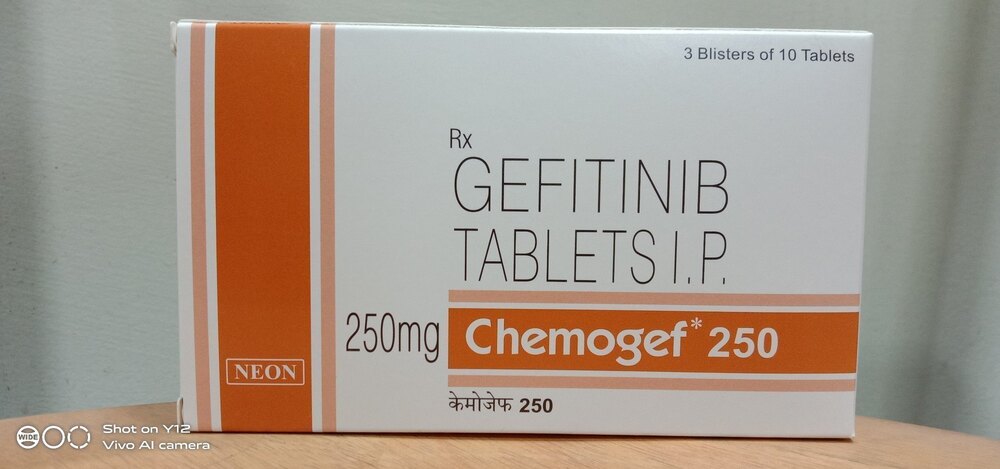 3 Blisters of 10 Tablets
Rx
GEFITINIB
TABLETS I.P.
250mg
Chemogef* 250
केमोजेफ 250
NEON
WIDE
Shot on Y12
Vivo AI camera